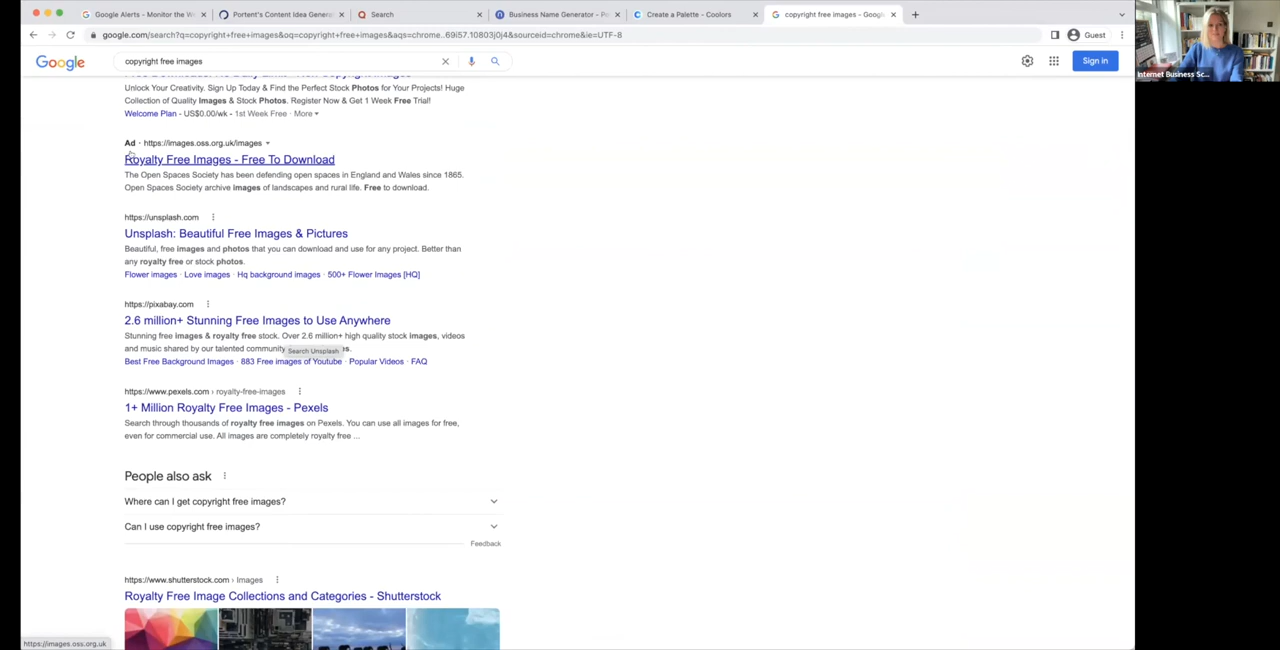 Google Alerts - Monitor the W
Portent's Content Idea Genera
Search
Business Name Generator - Po
Create a Palette - Coolors
copyright free images - Google
google.com/search?q=copyright+free+images&oq=copyright+free+images&aqs=chrome..69i57.10803j0j4&sourceid=chrome&ie=UTF-8
Guest
Google
copyright free images
Sign in
Internet Business Sc...
Unlock Your Creativity. Sign Up Today & Find the Perfect Stock Photos for Your Projects! Huge
Collection of Quality Images & Stock Photos. Register Now & Get 1 Week Free Trial!
Welcome Plan - US$0.00/wk - 1st Week Free · More
Ad · https://images.oss.org.uk/images
Royalty Free Images - Free To Download
The Open Spaces Society has been defending open spaces in England and Wales since 1865.
Open Spaces Society archive images of landscapes and rural life. Free to download.
https://unsplash.com
Unsplash: Beautiful Free Images & Pictures
Beautiful, free images and photos that you can download and use for any project. Better than
any royalty free or stock photos.
Flower images · Love images · Hq background images · 500+ Flower Images [HQ]
https://pixabay.com
2.6 million+ Stunning Free Images to Use Anywhere
Stunning free images & royalty free stock. Over 2.6 million+ high quality stock images, videos
and music shared by our talented community
Search Unsplash
Best Free Background Images · 883 Free images of Youtube · Popular Videos · FAQ
https://www.pexels.com › royalty-free-images
1+ Million Royalty Free Images - Pexels
Search through thousands of royalty free images on Pexels. You can use all images for free,
even for commercial use. All images are completely royalty free ...
People also ask
Where can I get copyright free images?
Can I use copyright free images?
Feedback
https://www.shutterstock.com › Images
Royalty Free Image Collections and Categories - Shutterstock
https://images.oss.org.uk